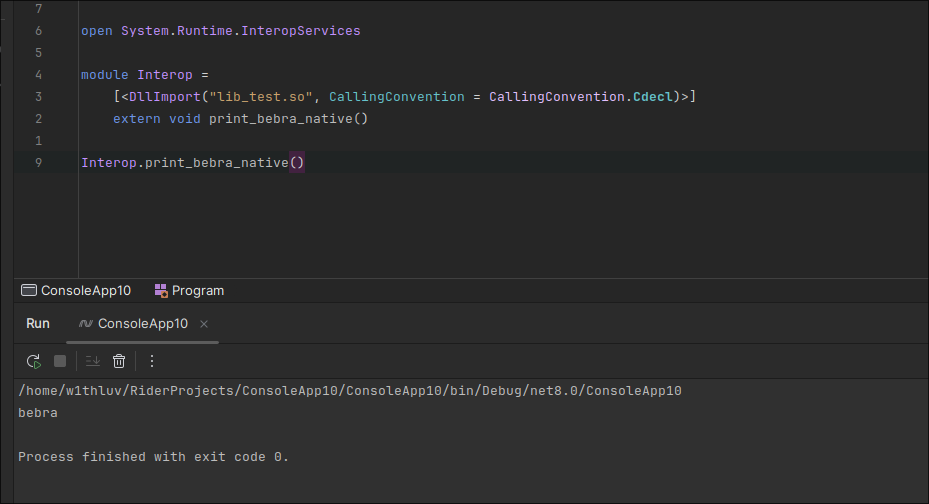 7
6 open System.Runtime.InteropServices
5
4 module Interop =
3 [<DllImport("lib_test.so", CallingConvention = CallingConvention.Cdecl)>]
2 extern void print_bebra_native()
1
9 Interop.print_bebra_native()
ConsoleApp10 Program
Run ConsoleApp10 ×
/home/w1thluv/RiderProjects/ConsoleApp10/ConsoleApp10/bin/Debug/net8.0/ConsoleApp10
bebra
Process finished with exit code 0.